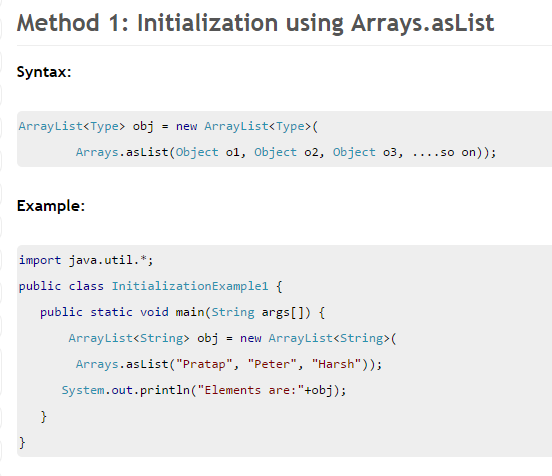 Method 1: Initialization using Arrays.asList
Syntax:
ArrayList<Type> obj = new ArrayList<Type>(
Arrays.asList(Object o1, Object o2, Object o3, ....so on));
Example:
import java.util.*;
public class InitializationExample1 {
public static void main(String args[]) {
ArrayList<String> obj = new ArrayList<String>(
Arrays.asList("Pratap", "Peter", "Harsh"));
System.out.println("Elements are:"+obj);
}
}